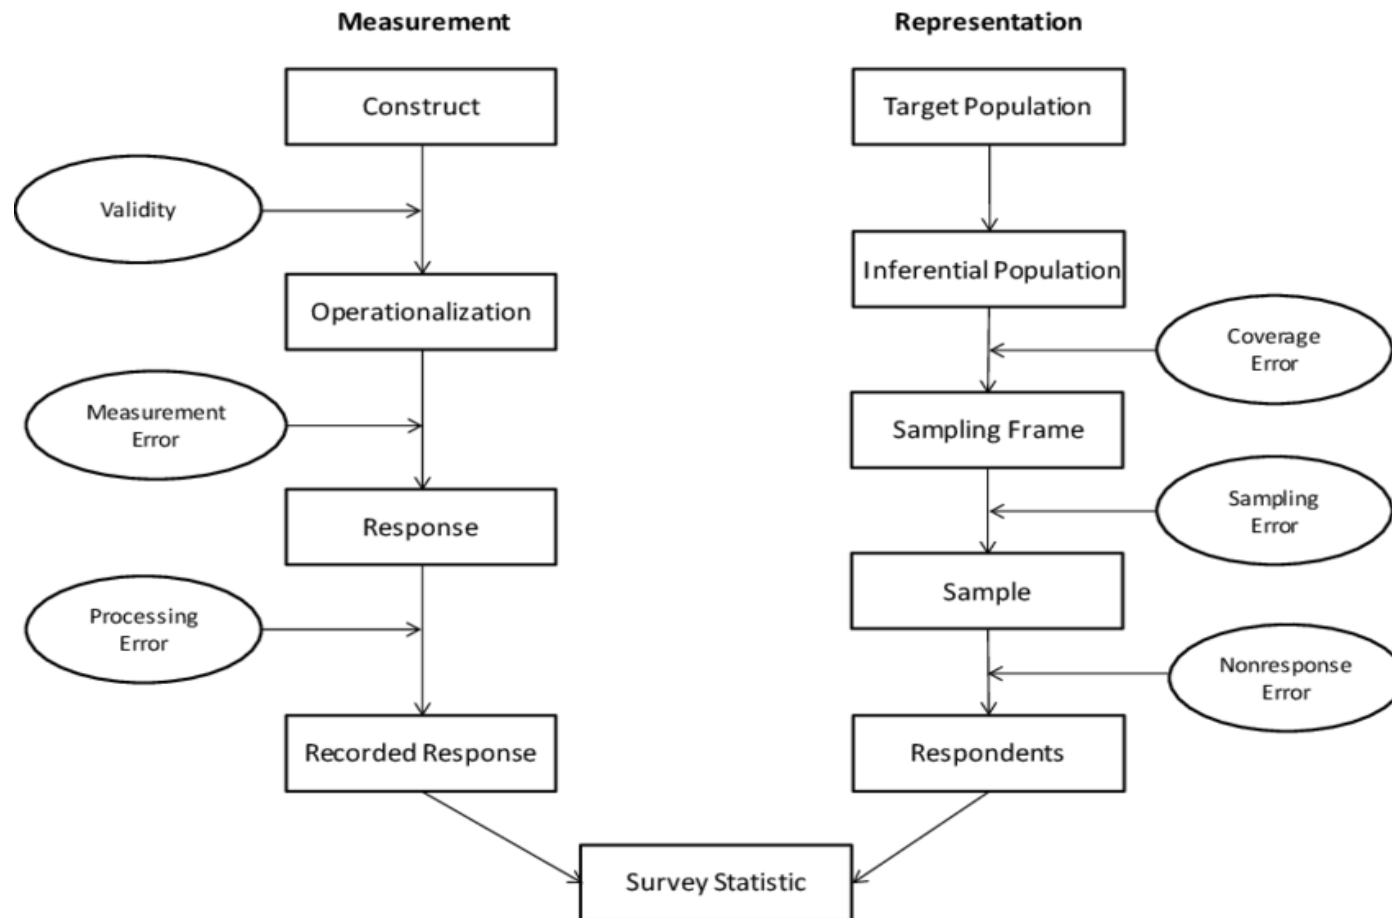 Measurement
Representation
Construct
Target Population
Validity
Inferential Population
Operationalization
Coverage
Error
Measurement
Error
Sampling Frame
Sampling
Error
Response
Sample
Processing
Error
Nonresponse
Error
Recorded Response
Respondents
Survey Statistic